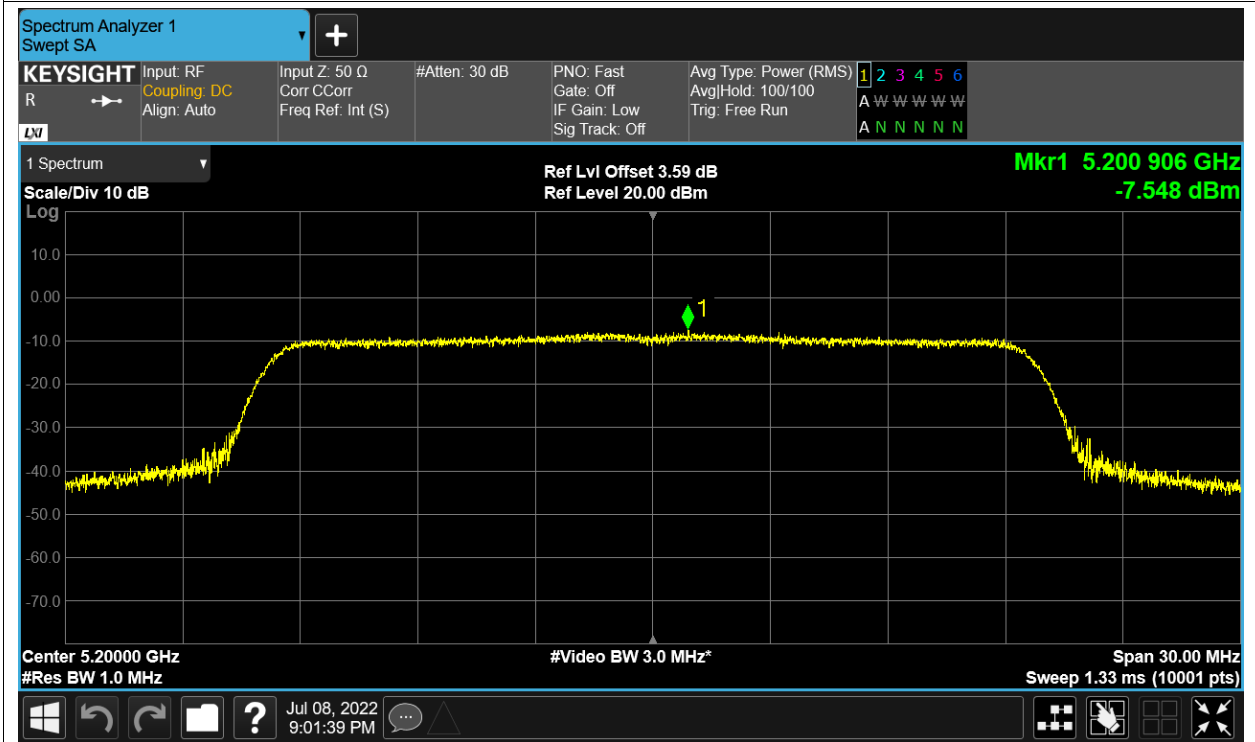 Spectrum Analyzer 1
Swept SA
+
KEYSIGHT
R
LXI
Input: RF
Coupling: DC
Align: Auto
Input Z: 50 Ω
Corr CCorr
Freq Ref: Int (S)
#Atten: 30 dB
PNO: Fast
Gate: Off
IF Gain: Low
Sig Track: Off
Avg Type: Power (RMS)
Avg|Hold: 100/100
Trig: Free Run
1 2 3 4 5 6
A W W W W W
A N N N N N
1 Spectrum
Scale/Div 10 dB
Log
Ref Lvl Offset 3.59 dB
Ref Level 20.00 dBm
Mkr1 5.200 906 GHz
-7.548 dBm
10.0
0.00
1
-10.0
-20.0
-30.0
-40.0
-50.0
-60.0
-70.0
Center 5.20000 GHz
#Res BW 1.0 MHz
#Video BW 3.0 MHz*
Span 30.00 MHz
Sweep 1.33 ms (10001 pts)
?
Jul 08, 2022
9:01:39 PM